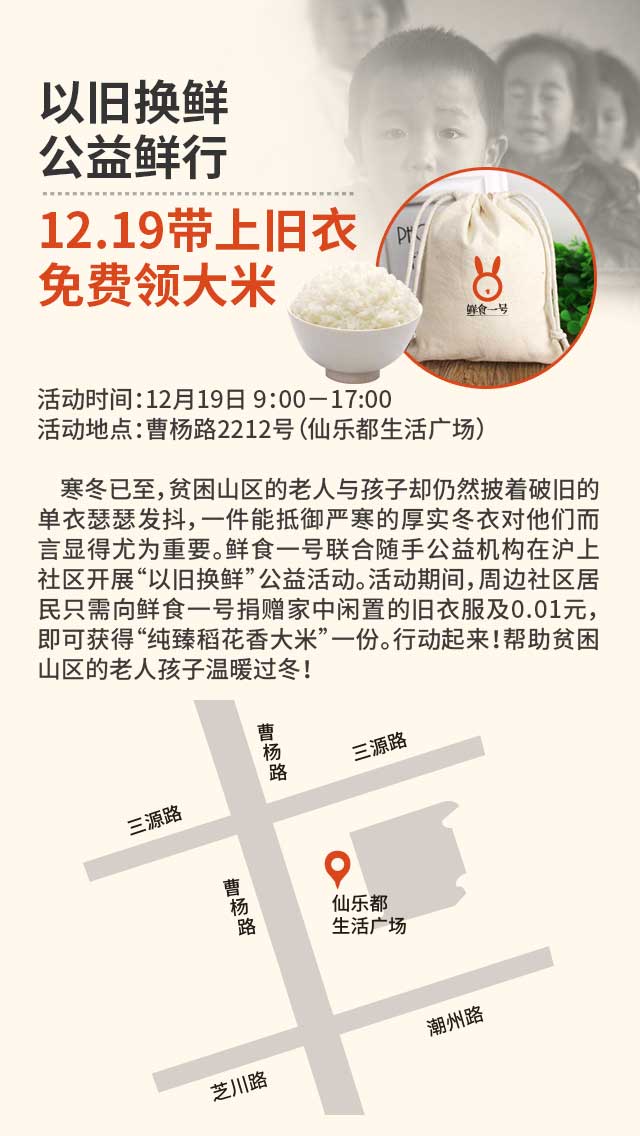 以旧换鲜
公益鲜行
12.19带上旧衣
免费领大米
PH
鲜食一号
活动时间：12月19日 9：00－17:00
活动地点：曹杨路2212号（仙乐都生活广场）
寒冬已至，贫困山区的老人与孩子却仍然披着破旧的
单衣瑟瑟发抖，一件能抵御严寒的厚实冬衣对他们而
言显得尤为重要。鲜食一号联合随手公益机构在沪上
社区开展“以旧换鲜”公益活动。活动期间，周边社区居
民只需向鲜食一号捐赠家中闲置的旧衣服及0.01元，
即可获得“纯臻稻花香大米”一份。行动起来！帮助贫困
山区的老人孩子温暖过冬！
曹杨路
三源路
三源路
曹杨路
仙乐都
生活广场
潮州路
芝川路